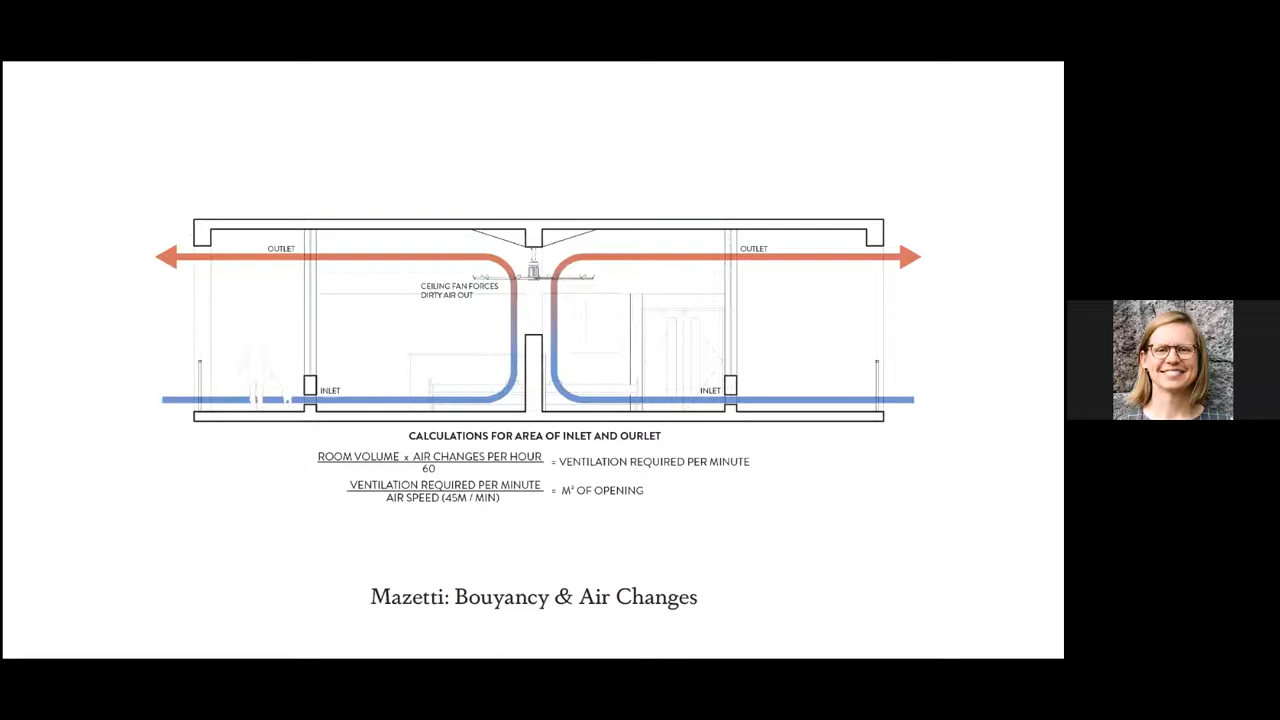 OUTLET
OUTLET
CEILING FAN FORCES
DIRTY AIR OUT
INLET
INLET
CALCULATIONS FOR AREA OF INLET AND OURLET
ROOM VOLUME x AIR CHANGES PER HOUR
60
= VENTILATION REQUIRED PER MINUTE
VENTILATION REQUIRED PER MINUTE
AIR SPEED (45M / MIN)
= M² OF OPENING
Mazetti: Bouyancy & Air Changes